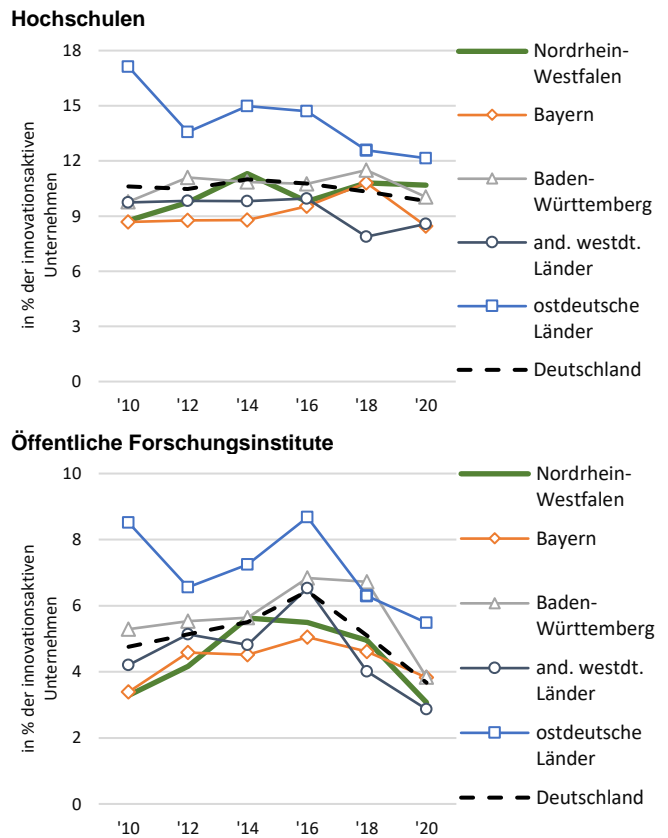 Hochschulen
in % der innovationsaktiven
Unternehmen
18
15
12
9
6
3
0
'10 '12 '14 '16 '18 '20
Nordrhein-
Westfalen
Bayern
Baden-
Württemberg
and. westdt.
Länder
ostdeutsche
Länder
Deutschland
Öffentliche Forschungsinstitute
in % der innovationsaktiven
Unternehmen
10
8
6
4
2
0
'10 '12 '14 '16 '18 '20
Nordrhein-
Westfalen
Bayern
Baden-
Württemberg
and. westdt.
Länder
ostdeutsche
Länder
Deutschland